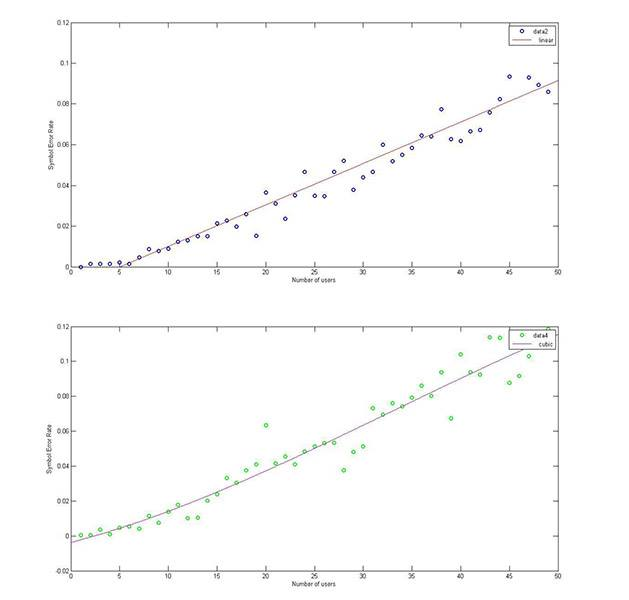 0.12
data2
linear
0.1
0.08
Symbol Error Rate
0.06
0.04
0.02
0
0 5 10 15 20 25 30 35 40 45 50
Number of users
0.12
data4
cubic
0.1
0.08
Symbol Error Rate
0.06
0.04
0.02
0
-0.02
0 5 10 15 20 25 30 35 40 45 50
Number of users